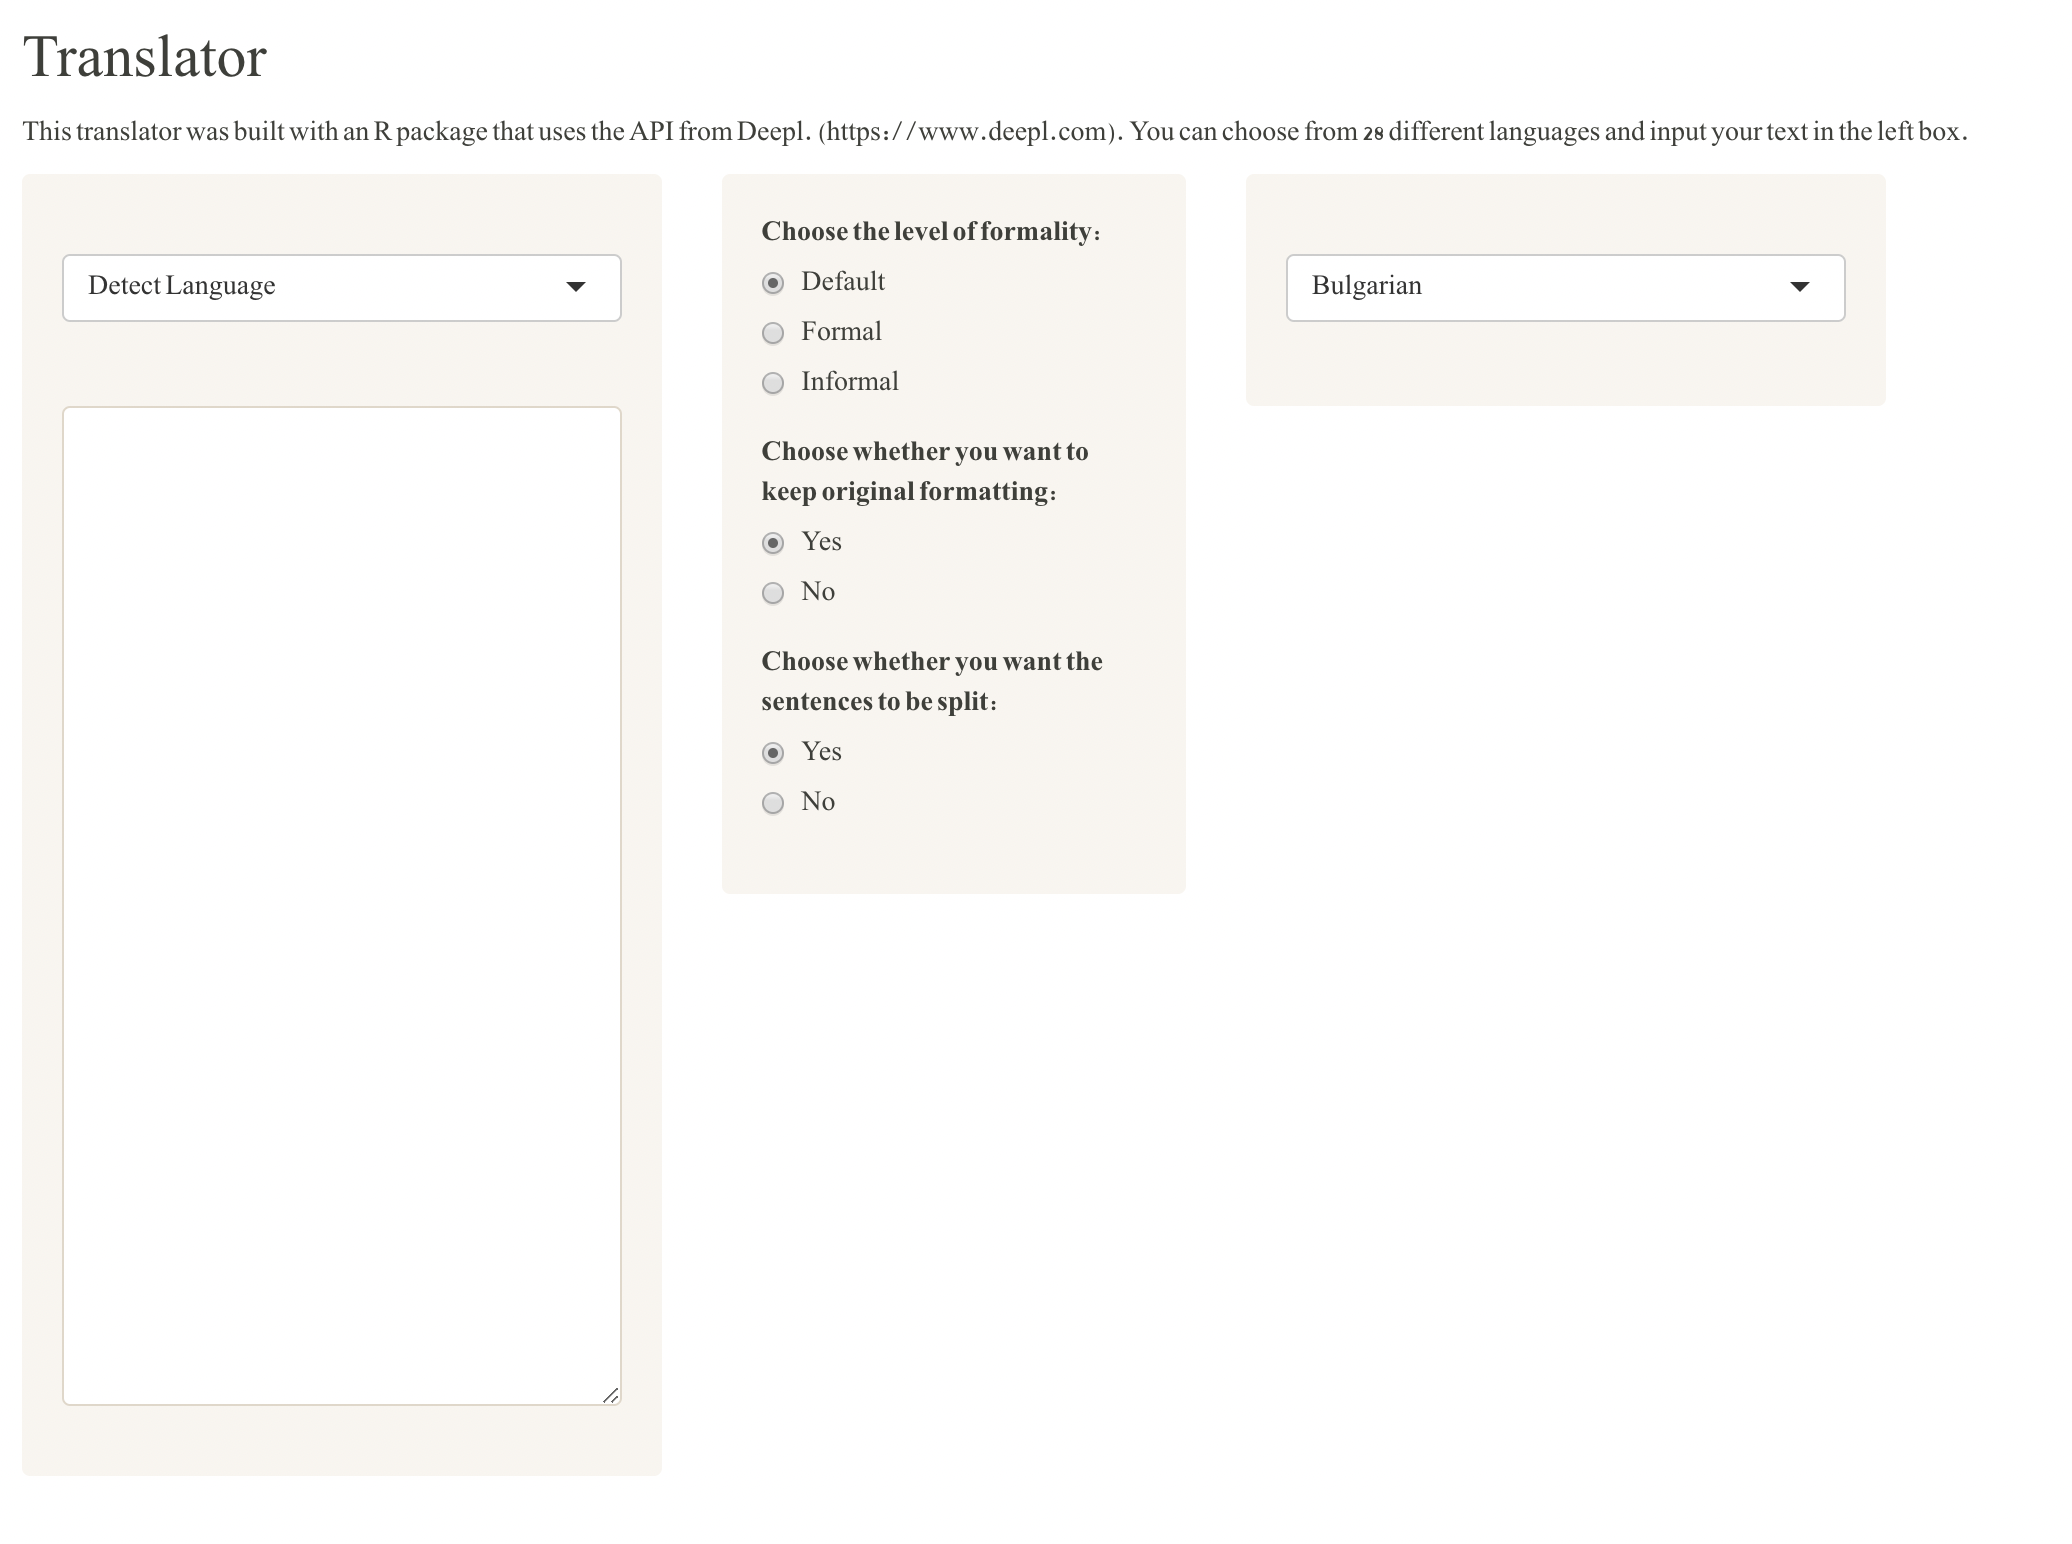 Translator
This translator was built with an R package that uses the API from Deepl. (https://www.deepl.com). You can choose from 28 different languages and input your text in the left box.
Detect Language
Choose the level of formality:
Default
Formal
Informal
Choose whether you want to
keep original formatting:
Yes
No
Choose whether you want the
sentences to be split:
Yes
No
Bulgarian